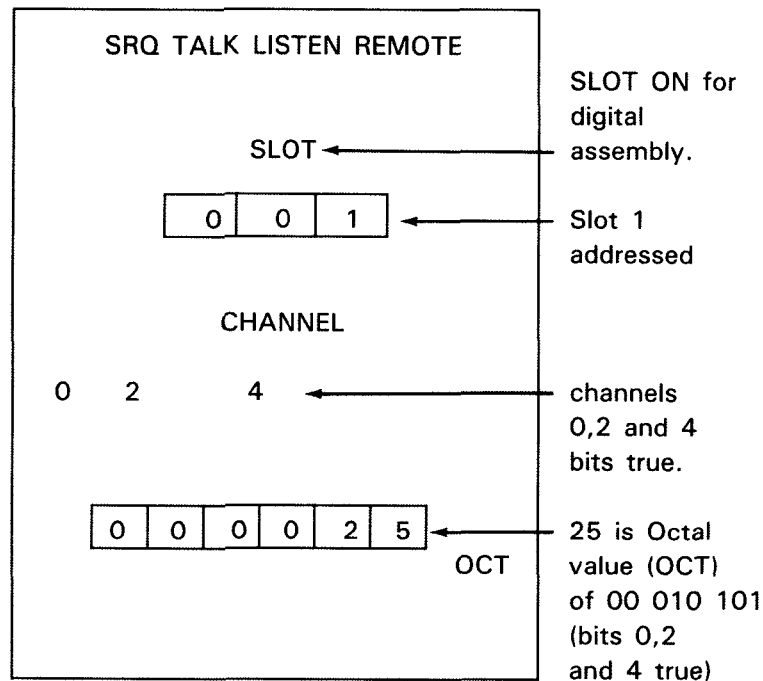 SRQ TALK LISTEN REMOTE
SLOT ON for
digital
assembly.
SLOT
0 0 1
Slot 1
addressed
CHANNEL
0 2 4
channels
0,2 and 4
bits true.
0 0 0 0 2 5
OCT
25 is Octal
value (OCT)
of 00 010 101
(bits 0,2
and 4 true)